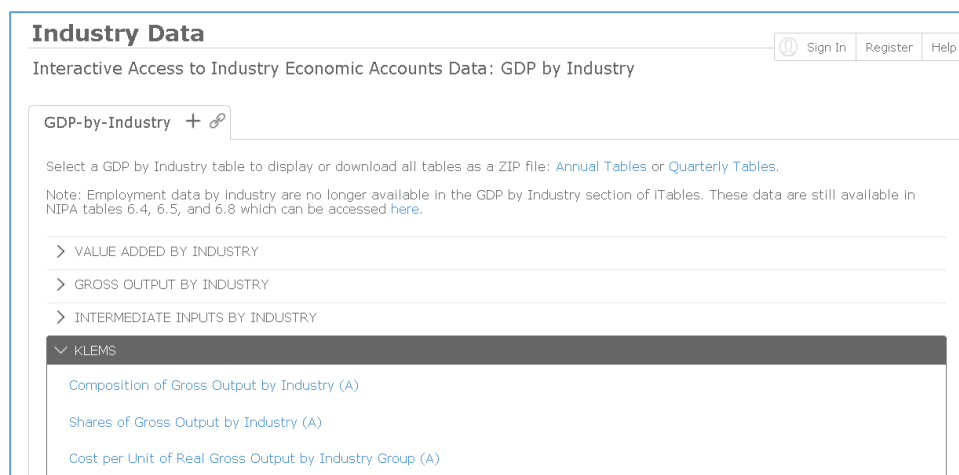 Industry Data
Sign In
Register
Help
Interactive Access to Industry Economic Accounts Data: GDP by Industry
GDP-by-Industry +
Select a GDP by Industry table to display or download all tables as a ZIP file: Annual Tables or Quarterly Tables.
Note: Employment data by industry are no longer available in the GDP by Industry section of iTables. These data are still available in
NIPA tables 6.4, 6.5, and 6.8 which can be accessed here.
VALUE ADDED BY INDUSTRY
GROSS OUTPUT BY INDUSTRY
INTERMEDIATE INPUTS BY INDUSTRY
KLEMS
Composition of Gross Output by Industry (A)
Shares of Gross Output by Industry (A)
Cost per Unit of Real Gross Output by Industry Group (A)